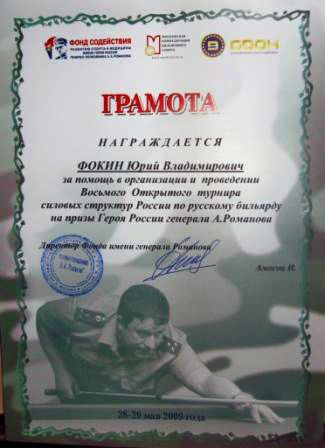 ФОНД СОДЕЙСТВИЯ
ГРАМОТА
НАГРАЖДАЕТСЯ
ФОКИН Юрий Владимирович
за помощь в организации и проведении
Восьмого Открытого турнира
силовых структур России по русскому бильярду
на призы Героя России генерала А.Романова
Директор Фонда имени генерала Романова
Амосов И.
28-29 мая 2009 года